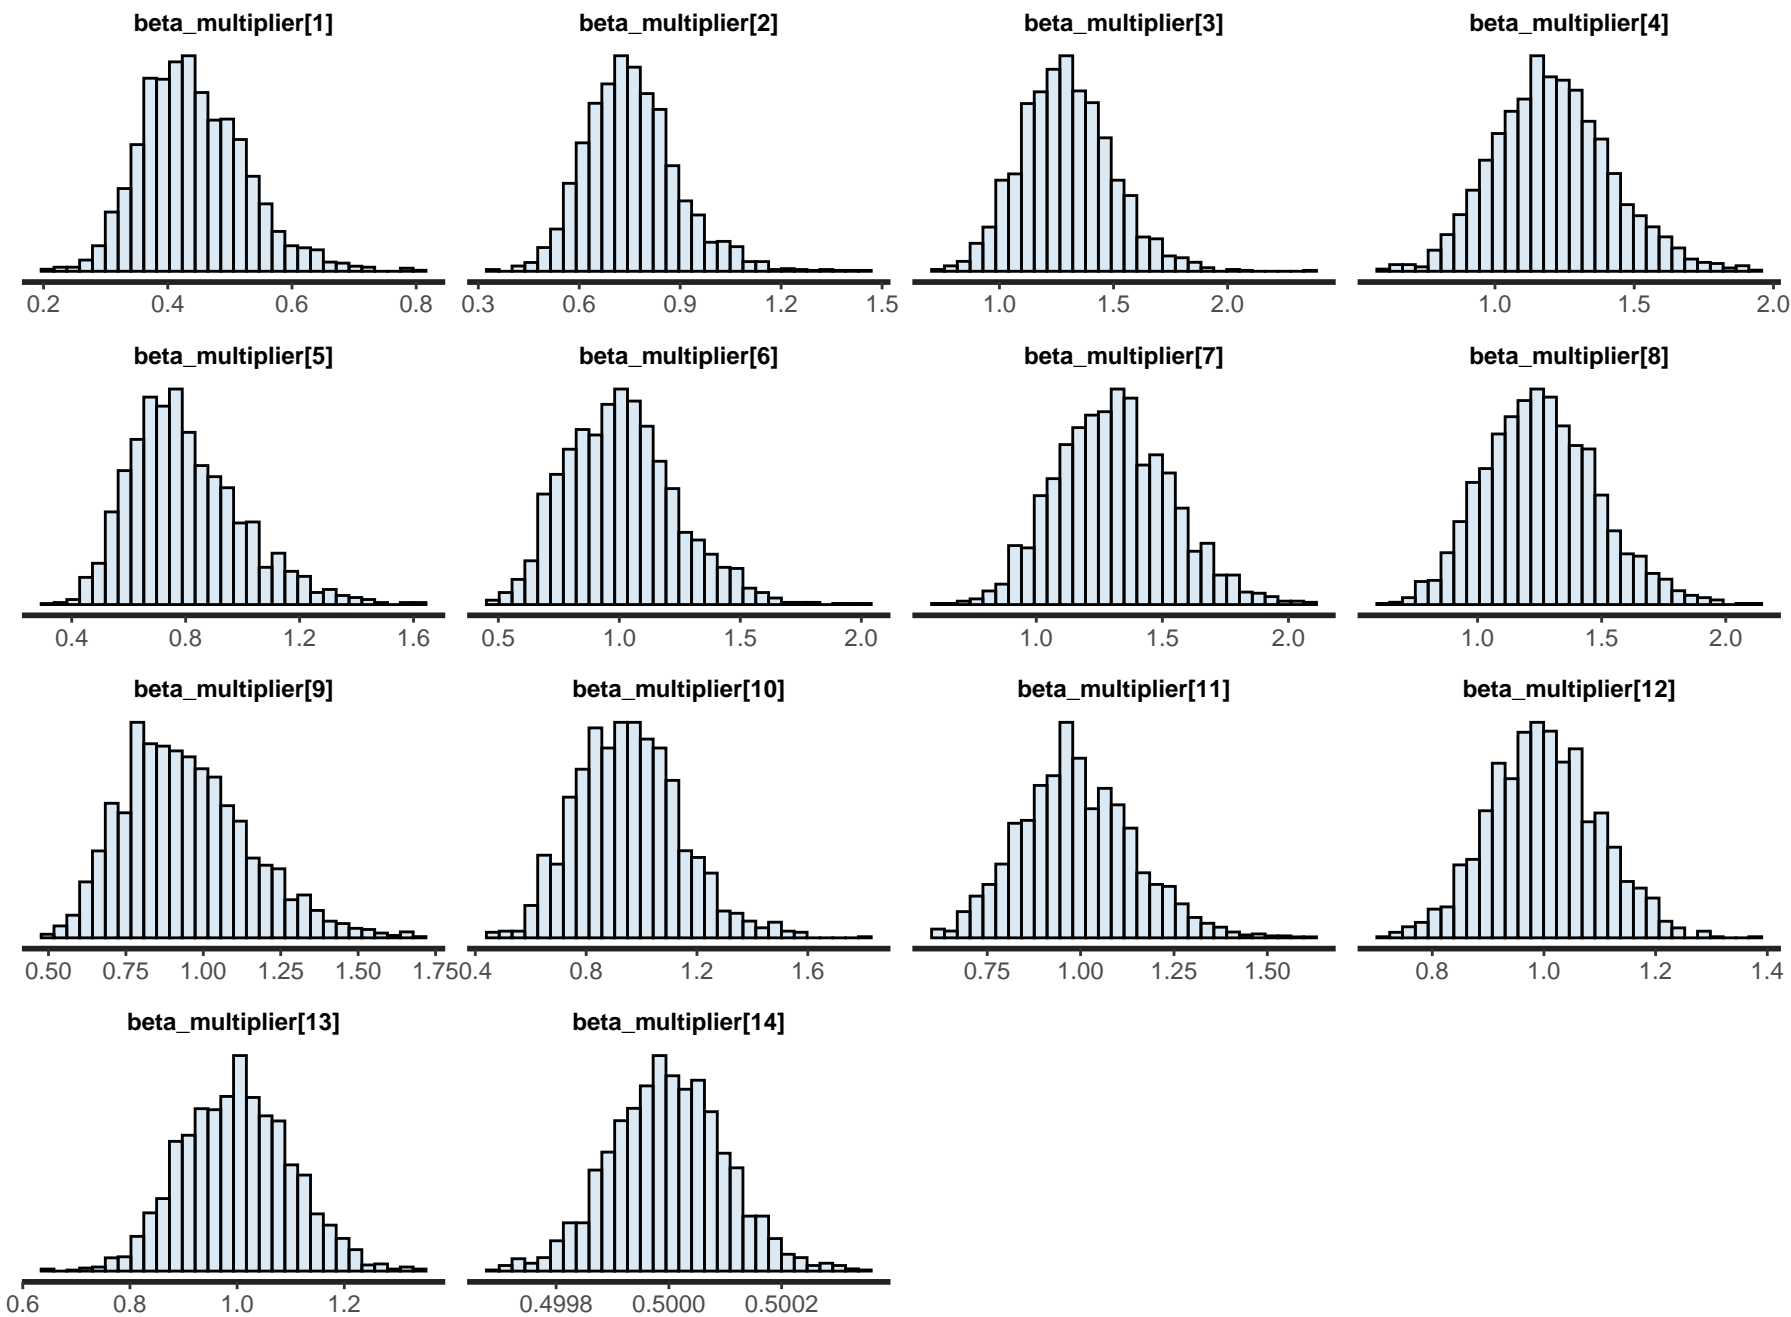 beta_multiplier[1] beta_multiplier[2] beta_multiplier[3] beta_multiplier[4]
0.2 0.4 0.6 0.8 0.3 0.6 0.9 1.2 1.5 1.0 1.5 2.0 1.0 1.5 2.0
beta_multiplier[5] beta_multiplier[6] beta_multiplier[7] beta_multiplier[8]
0.4 0.8 1.2 1.6 0.5 1.0 1.5 2.0 1.0 1.5 2.0 1.0 1.5 2.0
beta_multiplier[9] beta_multiplier[10] beta_multiplier[11] beta_multiplier[12]
0.50 0.75 1.00 1.25 1.50 1.75 0.4 0.8 1.2 1.6 0.75 1.00 1.25 1.50 0.8 1.0 1.2 1.4
beta_multiplier[13] beta_multiplier[14]
0.6 0.8 1.0 1.2 0.4998 0.5000 0.5002